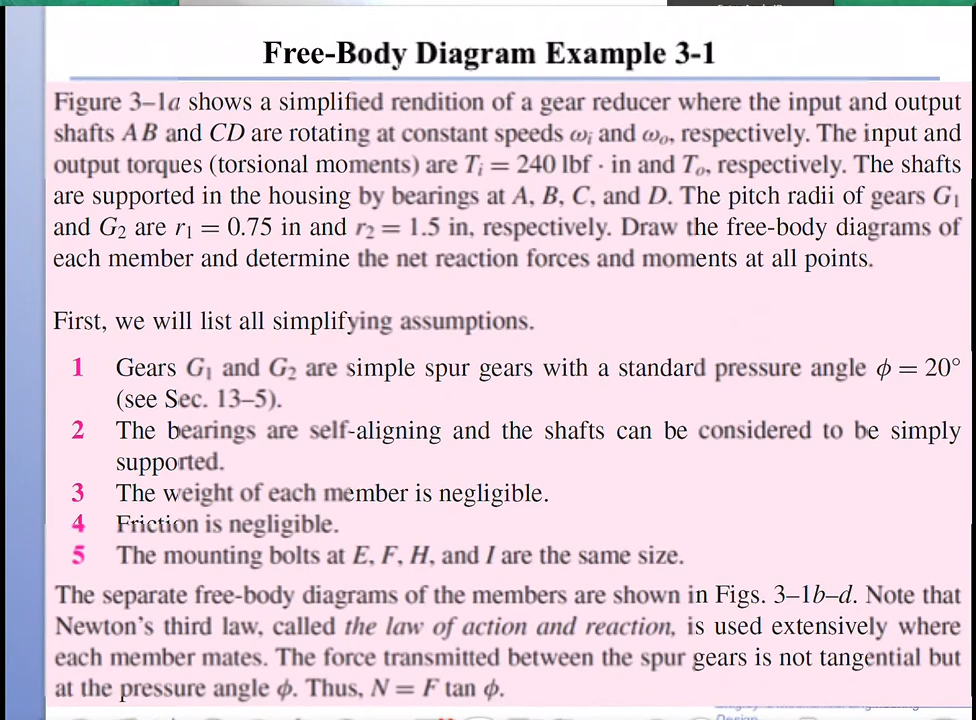 Free-Body Diagram Example 3-1
Figure 3–1a shows a simplified rendition of a gear reducer where the input and output
shafts AB and CD are rotating at constant speeds ωi and ωo, respectively. The input and
output torques (torsional moments) are Ti = 240 lbf · in and To, respectively. The shafts
are supported in the housing by bearings at A, B, C, and D. The pitch radii of gears G1
and G2 are r1 = 0.75 in and r2 = 1.5 in, respectively. Draw the free-body diagrams of
each member and determine the net reaction forces and moments at all points.
First, we will list all simplifying assumptions.
1 Gears G1 and G2 are simple spur gears with a standard pressure angle ϕ = 20°
(see Sec. 13–5).
2 The bearings are self-aligning and the shafts can be considered to be simply
supported.
3 The weight of each member is negligible.
4 Friction is negligible.
5 The mounting bolts at E, F, H, and I are the same size.
The separate free-body diagrams of the members are shown in Figs. 3–1b–d. Note that
Newton's third law, called the law of action and reaction, is used extensively where
each member mates. The force transmitted between the spur gears is not tangential but
at the pressure angle ϕ. Thus, N = F tan ϕ.
Design